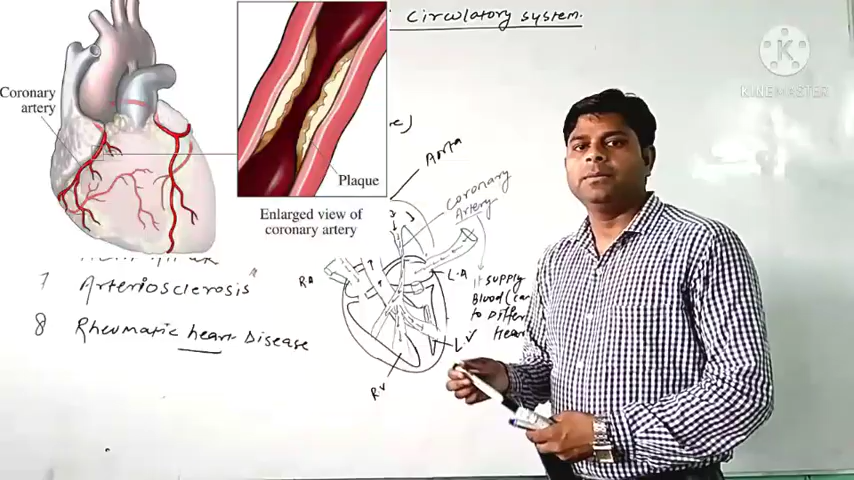 Circulatory system.
KINEMASTER
Coronary
artery
Plaque
Enlarged view of
coronary artery
Aorta
Coronary
Artery
7 Arteriosclerosis
8 Rheumatic heart Disease
RA
L.A
RV
it supply
Blood
to Differ
Heart